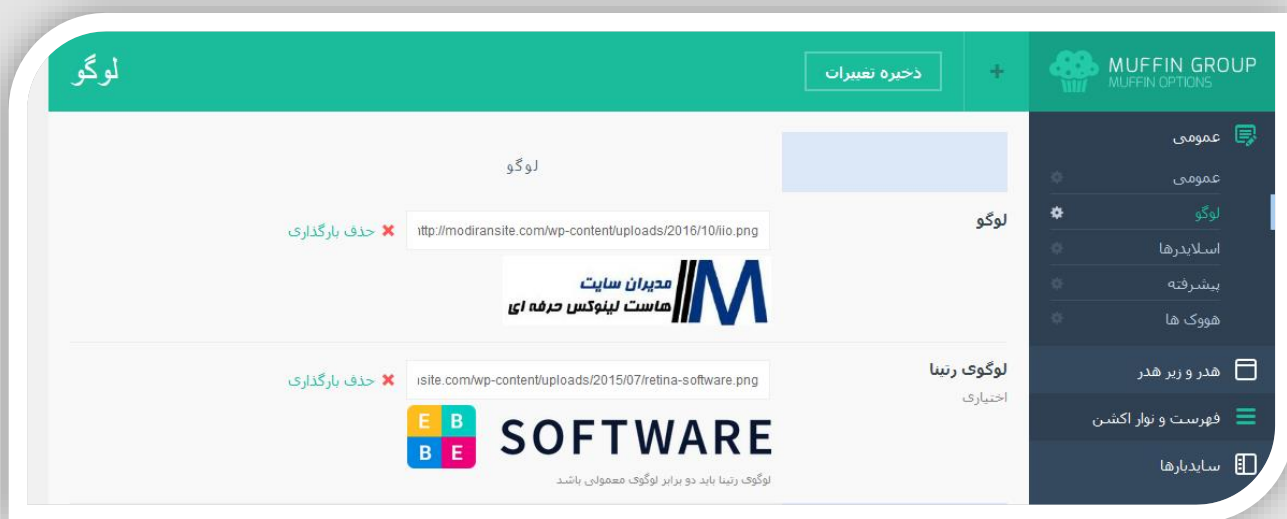 MUFFIN GROUP
MUFFIN OPTIONS
+
ذخیره تغییرات
لوگو
عمومی
عمومی
لوگو
اسلایدرها
پیشرفته
هووک ها
هدر و زیر هدر
فهرست و نوار اکشن
سایدبارها
لوگو
لوگو
ttp://modiransite.com/wp-content/uploads/2016/10/iio.png
حذف بارگذاری
مدیران سایت
هاست لینوکس حرفه ای
لوگوی رتینا
اختیاری
site.com/wp-content/uploads/2015/07/retina-software.png
حذف بارگذاری
E B
B E
SOFTWARE
لوگوی رتینا باید دو برابر لوگوی معمولی باشد